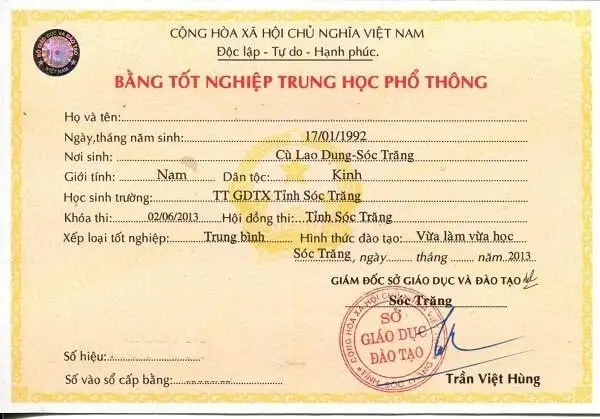 CỘNG HÒA XÃ HỘI CHỦ NGHĨA VIỆT NAM
Độc lập - Tự do - Hạnh phúc.
BẰNG TỐT NGHIỆP TRUNG HỌC PHỔ THÔNG
Họ và tên:
Ngày,tháng năm sinh: 17/01/1992
Nơi sinh: Cù Lao Dung-Sóc Trăng
Giới tính: Nam Dân tộc: Kinh
Học sinh trường: TT GDTX Tỉnh Sóc Trăng
Khóa thi: 02/06/2013 Hội đồng thi: Tỉnh Sóc Trăng
Xếp loại tốt nghiệp: Trung bình Hình thức đào tạo: Vừa làm vừa học
Sóc Trăng, ngày tháng năm 2013
GIÁM ĐỐC SỞ GIÁO DỤC VÀ ĐÀO TẠO
Sóc Trăng
SỞ
GIÁO DỤC
ĐÀO TẠO
TỈNH SÓC TRĂNG
Số hiệu:
Số vào sổ cấp bằng:
Trần Việt Hùng